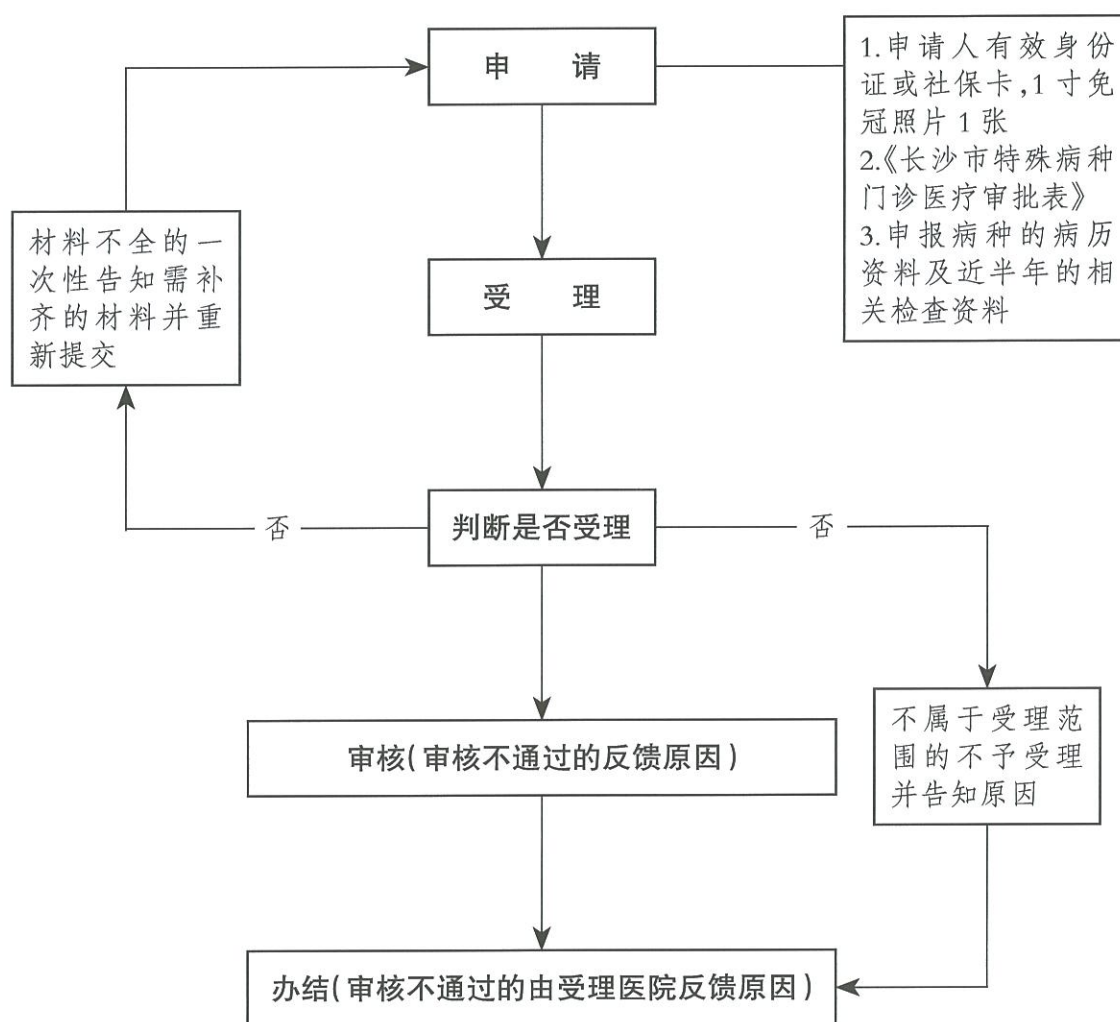 申 请
1.申请人有效身份
证或社保卡,1寸免
冠照片1张
2.《长沙市特殊病种
门诊医疗审批表》
3.申报病种的病历
资料及近半年的相
关检查资料
材料不全的一
次性告知需补
齐的材料并重
新提交
受 理
否
判断是否受理
否
审核(审核不通过的反馈原因)
不属于受理范
围的不予受理
并告知原因
办结(审核不通过的由受理医院反馈原因)